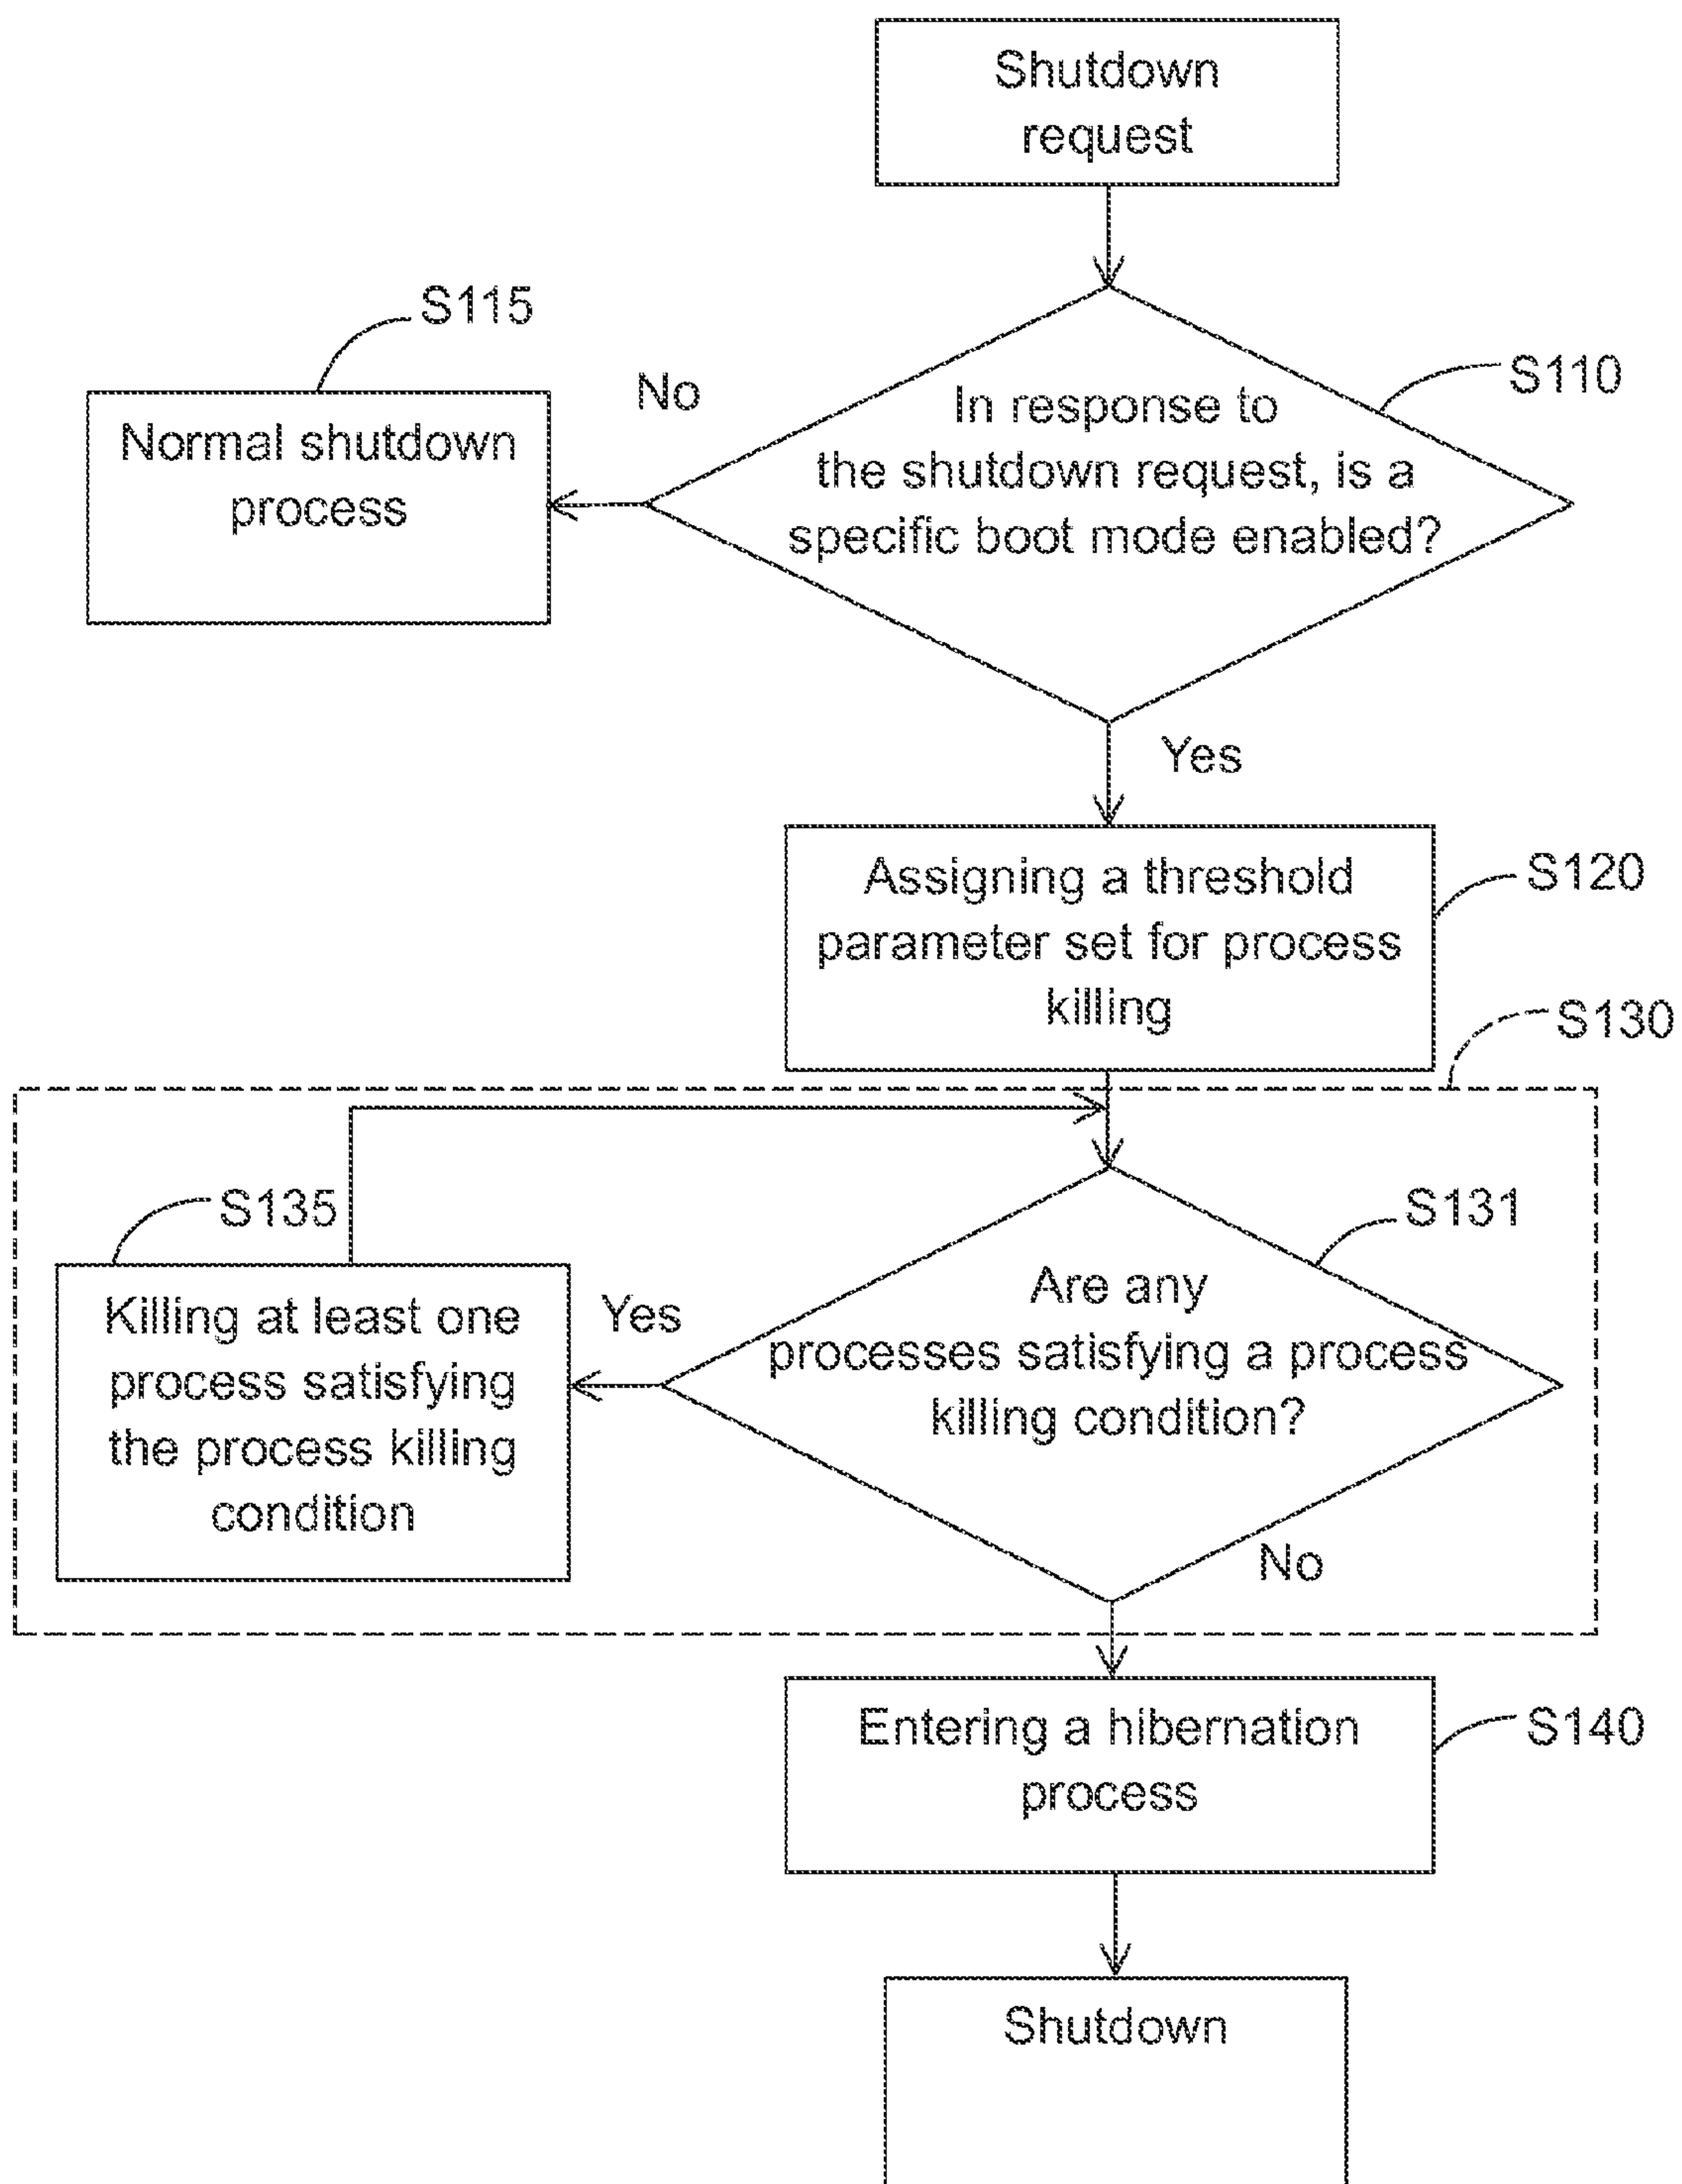 Shutdown
request
S115
S110
No
In response to
the shutdown request, is a
specific boot mode enabled?
Normal shutdown
process
Yes
Assigning a threshold
parameter set for process
killing
S120
S130
S135
S131
Killing at least one
process satisfying
the process killing
condition
Yes
Are any
processes satisfying a process
killing condition?
No
Entering a hibernation
process
S140
Shutdown